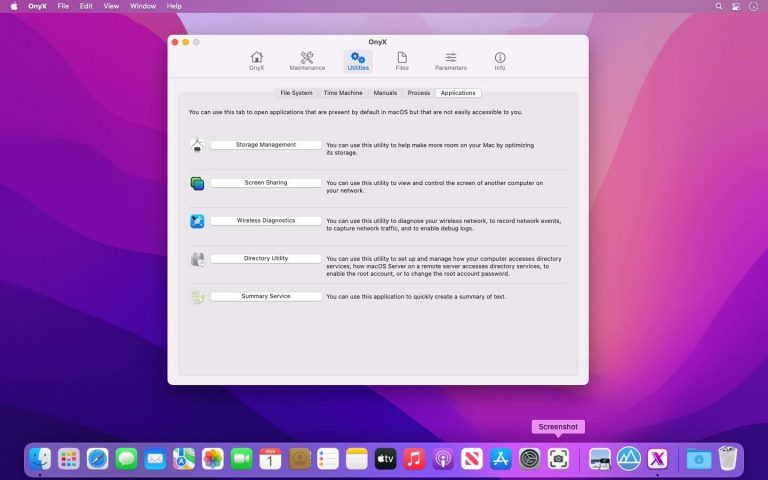 OnyX File Edit View Window Help
OnyX
OnyX Maintenance Utilities Files Parameters Info
File System Time Machine Manuals Process Applications
You can use this tab to open applications that are present by default in macOS but that are not easily accessible to you.
Storage Management
You can use this utility to help make more room on your Mac by optimizing
its storage.
Screen Sharing
You can use this utility to view and control the screen of another computer on
your network.
Wireless Diagnostics
You can use this utility to diagnose your wireless network, to record network events,
to capture network traffic, and to enable debug logs.
Directory Utility
You can use this utility to set up and manage how your computer accesses directory
services, how macOS Server on a remote server accesses directory services, to
enable the root account, or to change the root account password.
Summary Service
You can use this application to quickly create a summary of text.
Screenshot
NOV
1
tv